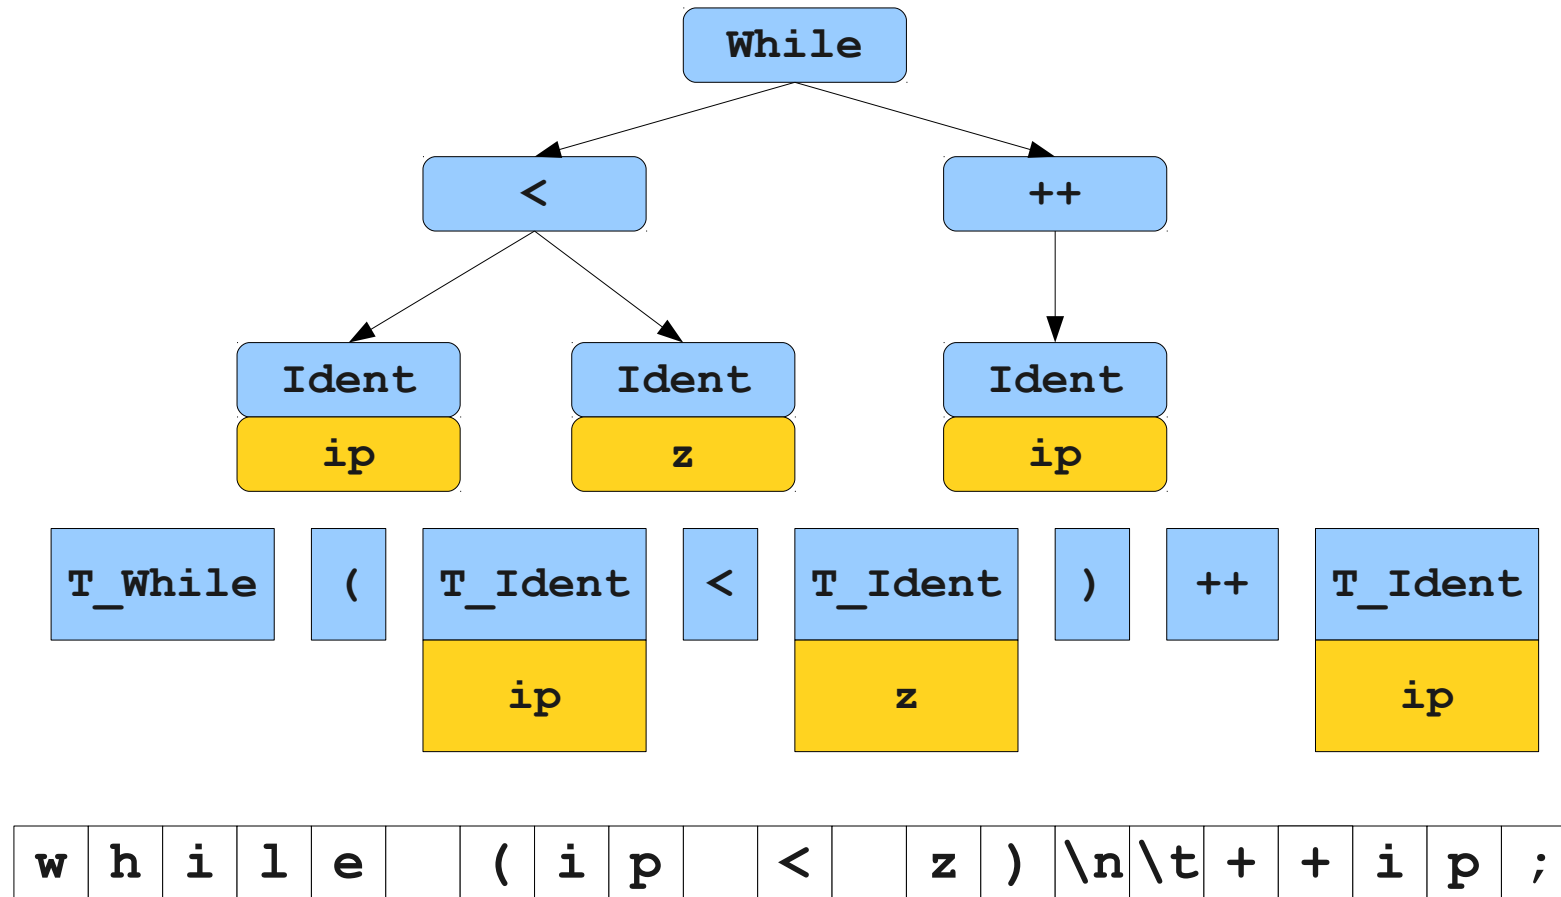 While
< ++
Ident Ident Ident
ip z ip
T_While ( T_Ident < T_Ident ) ++ T_Ident
ip z ip
w h i l e ( i p < z ) \n \t + + i p ;